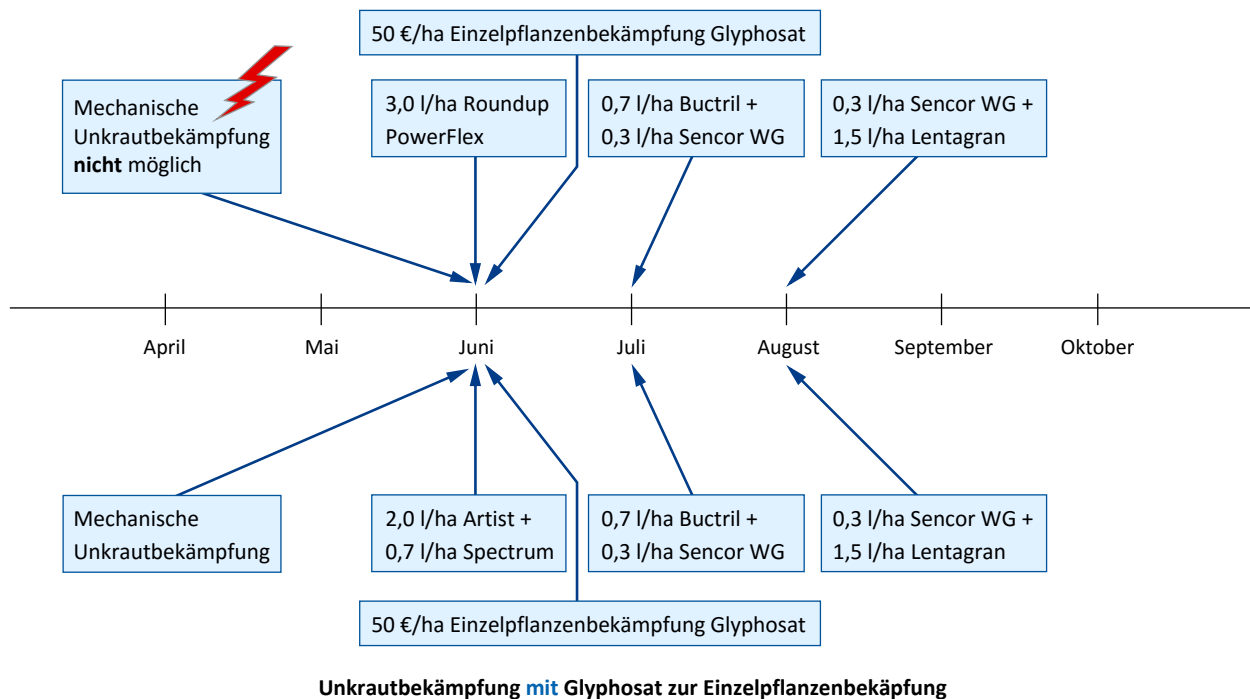 50 €/ha Einzelpflanzenbekämpfung Glyphosat
Mechanische
Unkrautbekämpfung
nicht möglich
3,0 l/ha Roundup
PowerFlex
0,7 l/ha Buctril +
0,3 l/ha Sencor WG
0,3 l/ha Sencor WG +
1,5 l/ha Lentagran
April
Mai
Juni
Juli
August
September
Oktober
Mechanische
Unkrautbekämpfung
2,0 l/ha Artist +
0,7 l/ha Spectrum
0,7 l/ha Buctril +
0,3 l/ha Sencor WG
0,3 l/ha Sencor WG +
1,5 l/ha Lentagran
50 €/ha Einzelpflanzenbekämpfung Glyphosat
Unkrautbekämpfung mit Glyphosat zur Einzelpflanzenbekäpfung